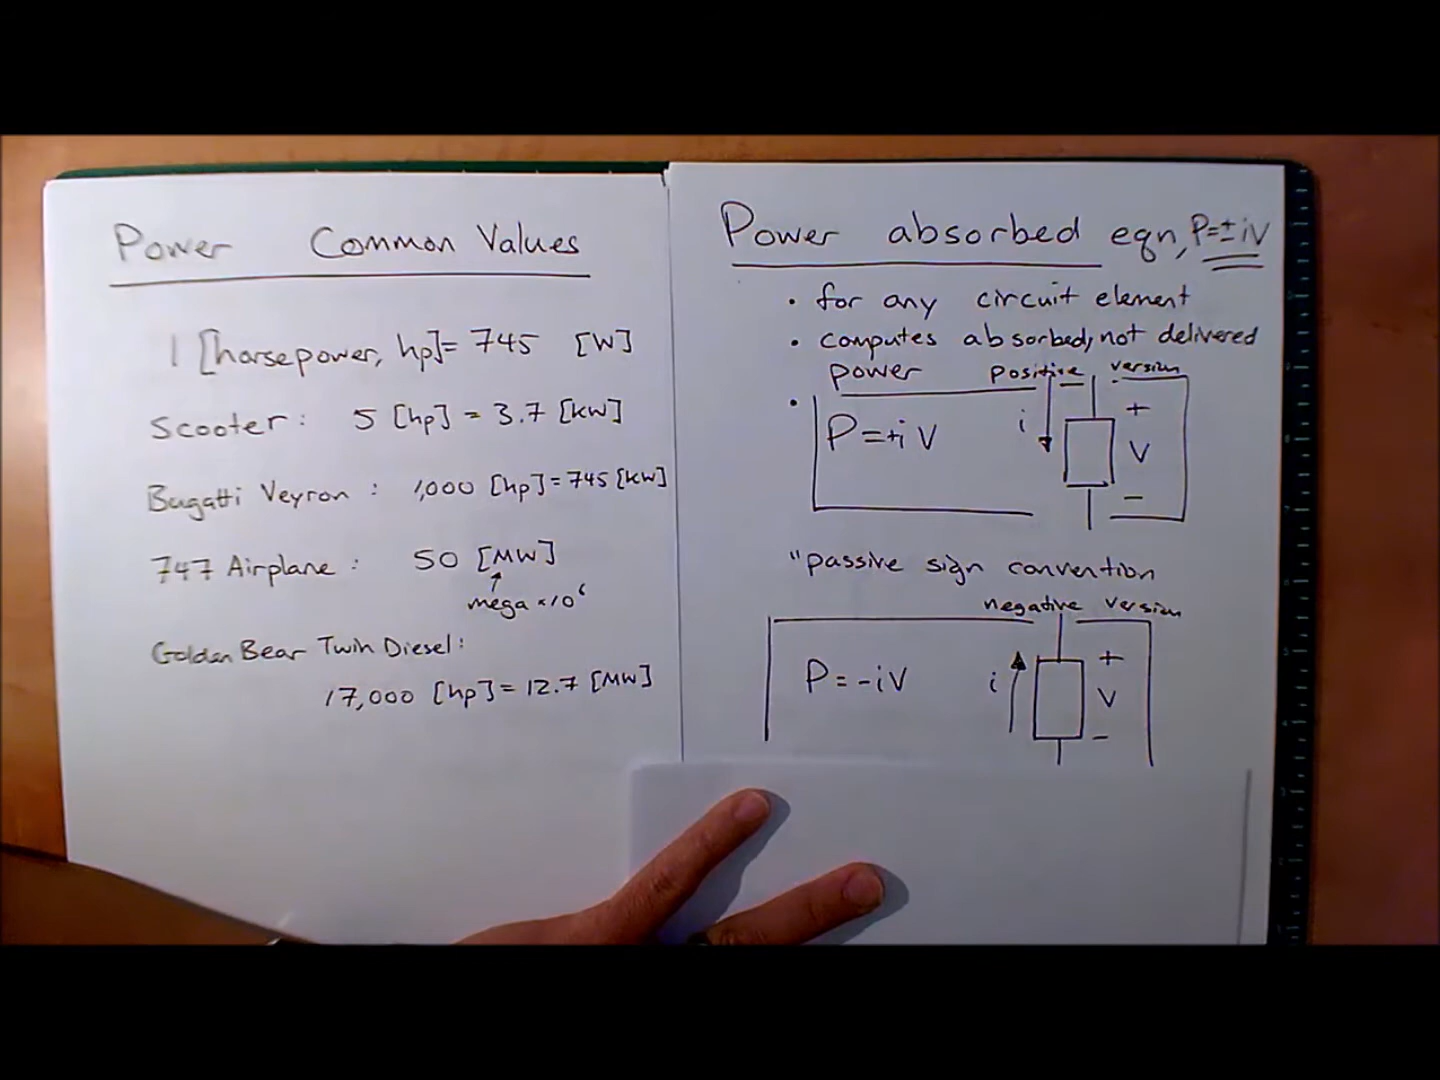 Power Common Values
1 [horsepower, hp] = 745 [W]
Scooter: 5 [hp] = 3.7 [kW]
Bugatti Veyron: 1,000 [hp] = 745 [kW]
747 Airplane: 50 [MW]
mega ×10⁶
Golden Bear Twin Diesel:
17,000 [hp] = 12.7 [MW]
Power absorbed eqn, P=±iV
• for any circuit element
• computes absorbed, not delivered
power
positive version
• P=+iV
i
+
V
−
"passive sign convention
negative version
P=-iV
i
+
V
−